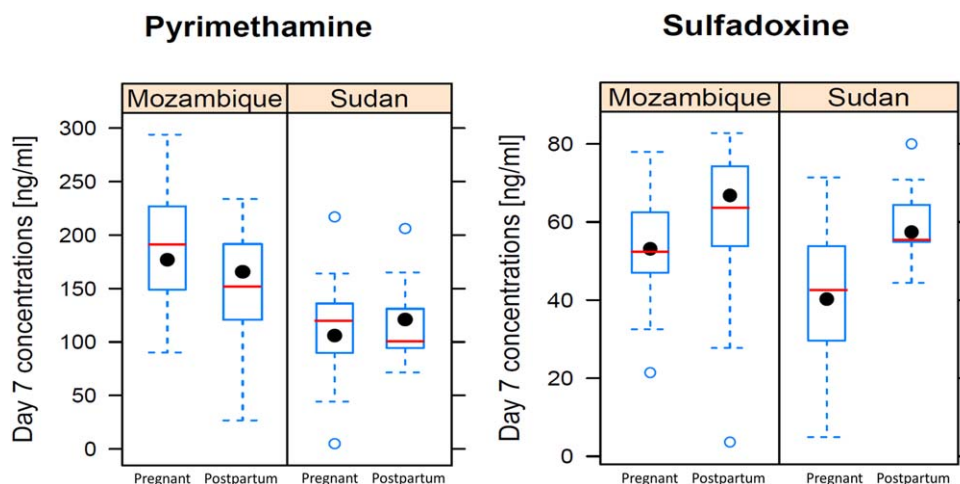 Pyrimethamine
Mozambique Sudan
Day 7 concentrations [ng/ml]
300
250
200
150
100
50
0
Pregnant Postpartum Pregnant Postpartum
Sulfadoxine
Mozambique Sudan
Day 7 concentrations [ng/ml]
80
60
40
20
0
Pregnant Postpartum Pregnant Postpartum